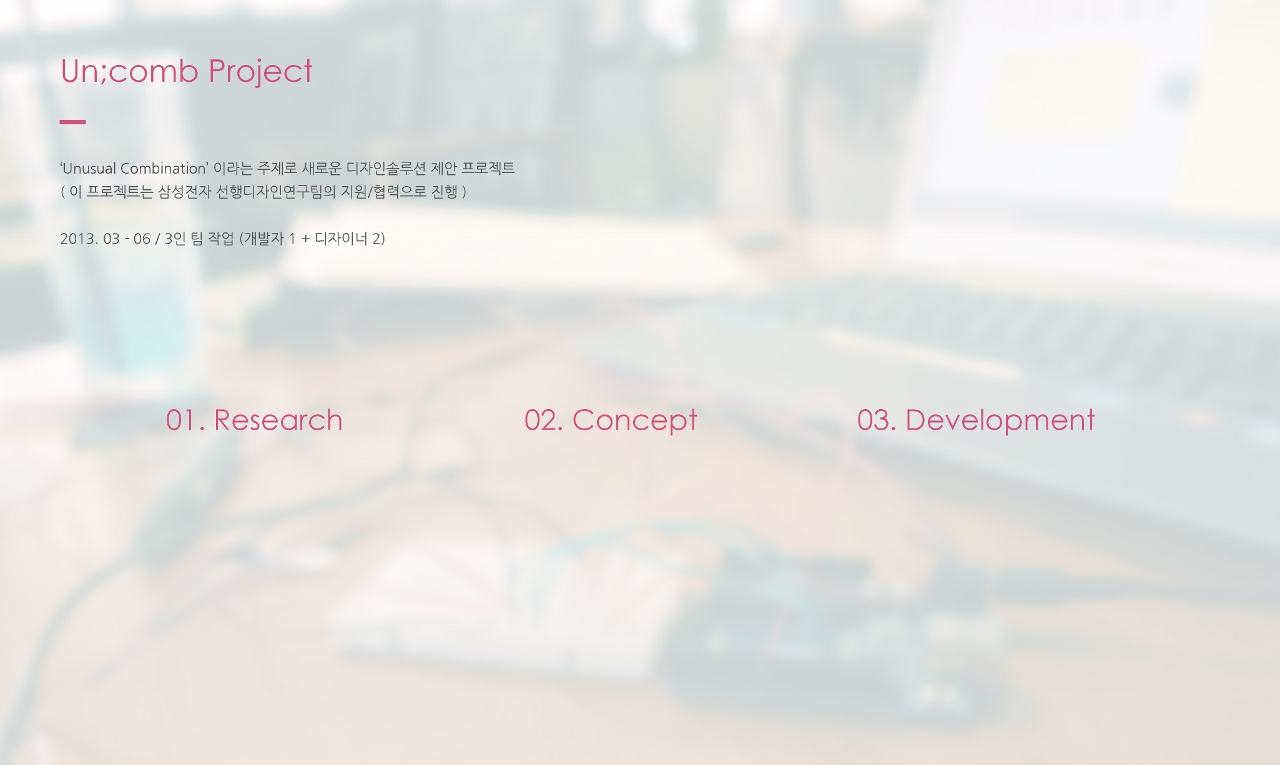 Un;comb Project
‘Unusual Combination’ 이라는 주제로 새로운 디자인솔루션 제안 프로젝트
( 이 프로젝트는 삼성전자 선행디자인연구팀의 지원/협력으로 진행 )
2013. 03 - 06 / 3인 팀 작업 (개발자 1 + 디자이너 2)
01. Research
02. Concept
03. Development